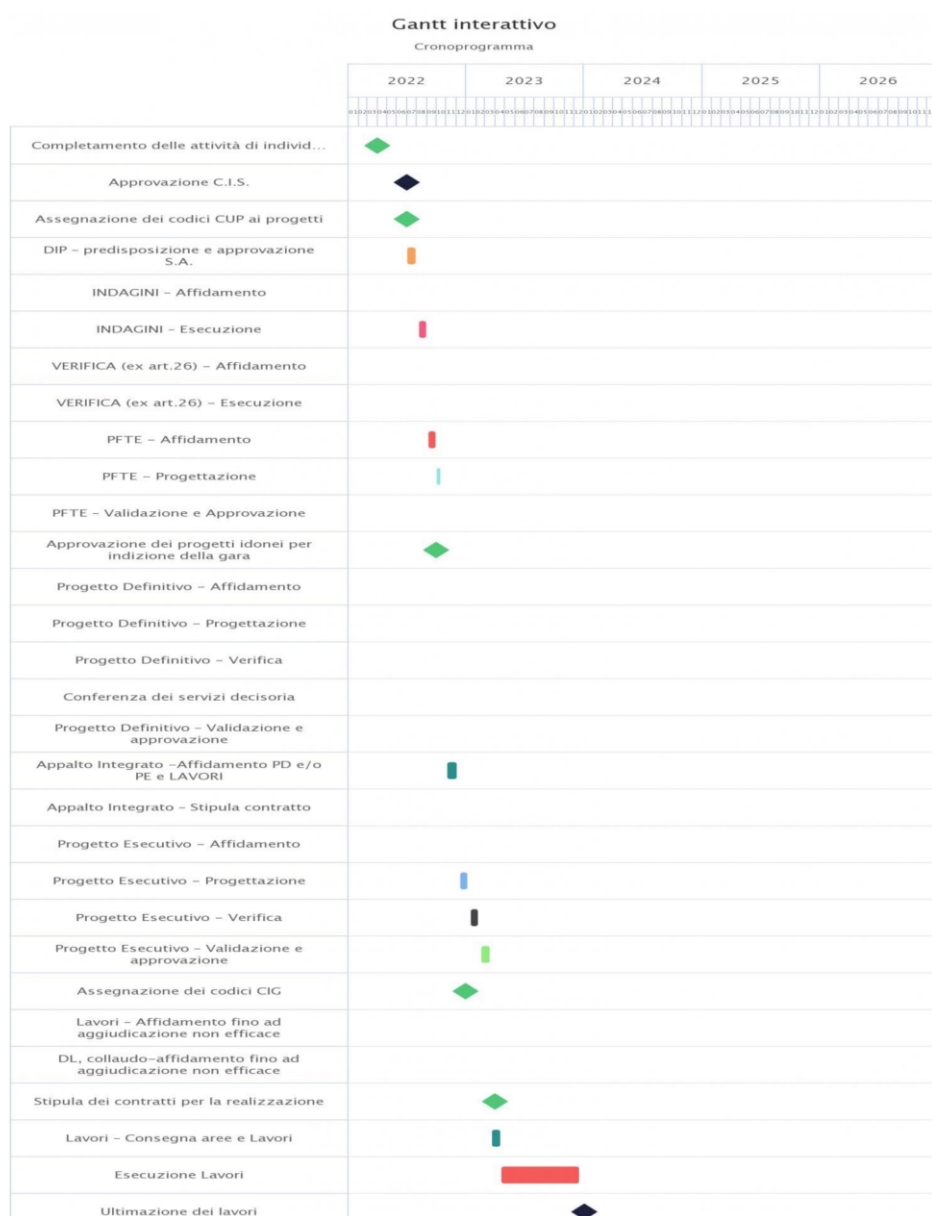 Gantt interattivo
Cronoprogramma
2022 2023 2024 2025 2026
Completamento delle attività di individ...
Approvazione C.I.S.
Assegnazione dei codici CUP ai progetti
DIP - predisposizione e approvazione
S.A.
INDAGINI - Affidamento
INDAGINI - Esecuzione
VERIFICA (ex art.26) - Affidamento
VERIFICA (ex art.26) - Esecuzione
PFTE - Affidamento
PFTE - Progettazione
PFTE - Validazione e Approvazione
Approvazione dei progetti idonei per
indizione della gara
Progetto Definitivo - Affidamento
Progetto Definitivo - Progettazione
Progetto Definitivo - Verifica
Conferenza dei servizi decisoria
Progetto Definitivo - Validazione e
approvazione
Appalto Integrato -Affidamento PD e/o
PE e LAVORI
Appalto Integrato - Stipula contratto
Progetto Esecutivo - Affidamento
Progetto Esecutivo - Progettazione
Progetto Esecutivo - Verifica
Progetto Esecutivo - Validazione e
approvazione
Assegnazione dei codici CIG
Lavori - Affidamento fino ad
aggiudicazione non efficace
DL, collaudo-affidamento fino ad
aggiudicazione non efficace
Stipula dei contratti per la realizzazione
Lavori - Consegna aree e Lavori
Esecuzione Lavori
Ultimazione dei lavori